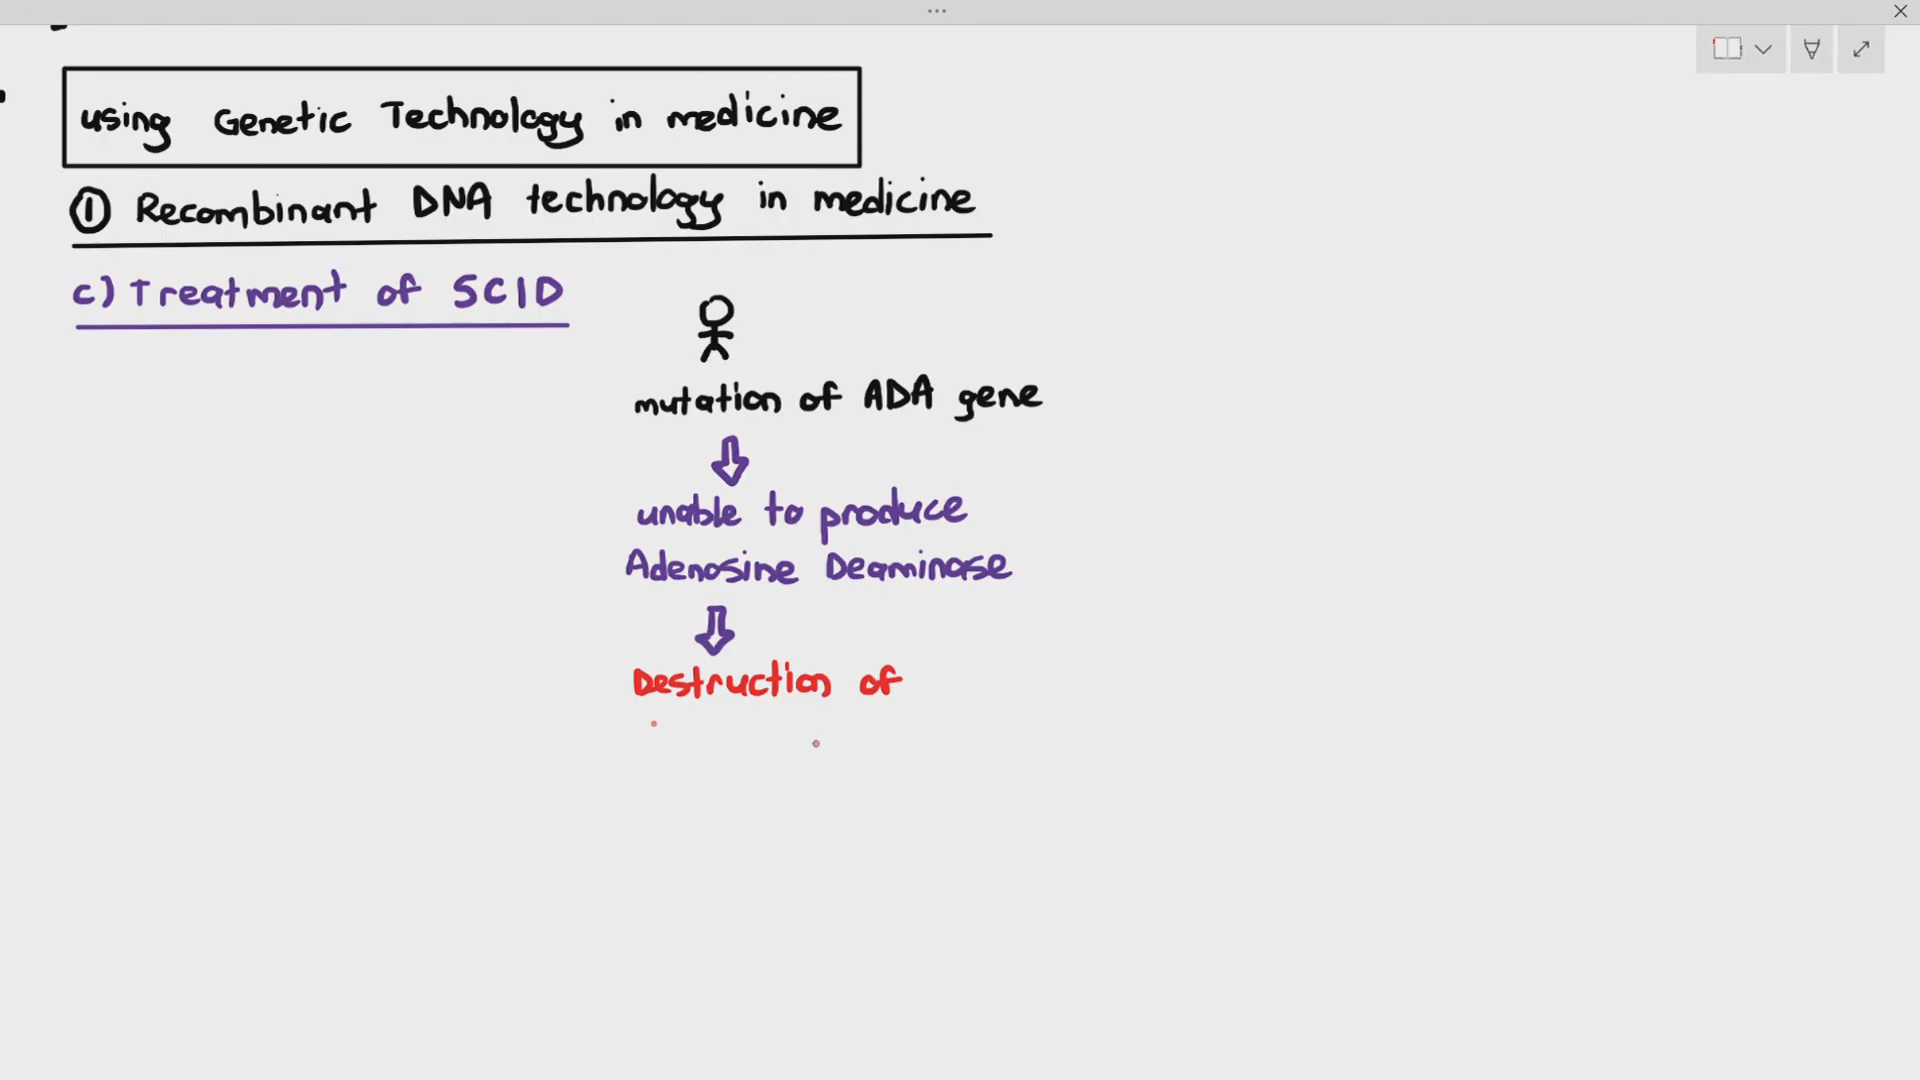 using Genetic Technology in medicine
① Recombinant DNA technology in medicine
c) Treatment of SCID
mutation of ADA gene
unable to produce
Adenosine Deaminase
Destruction of